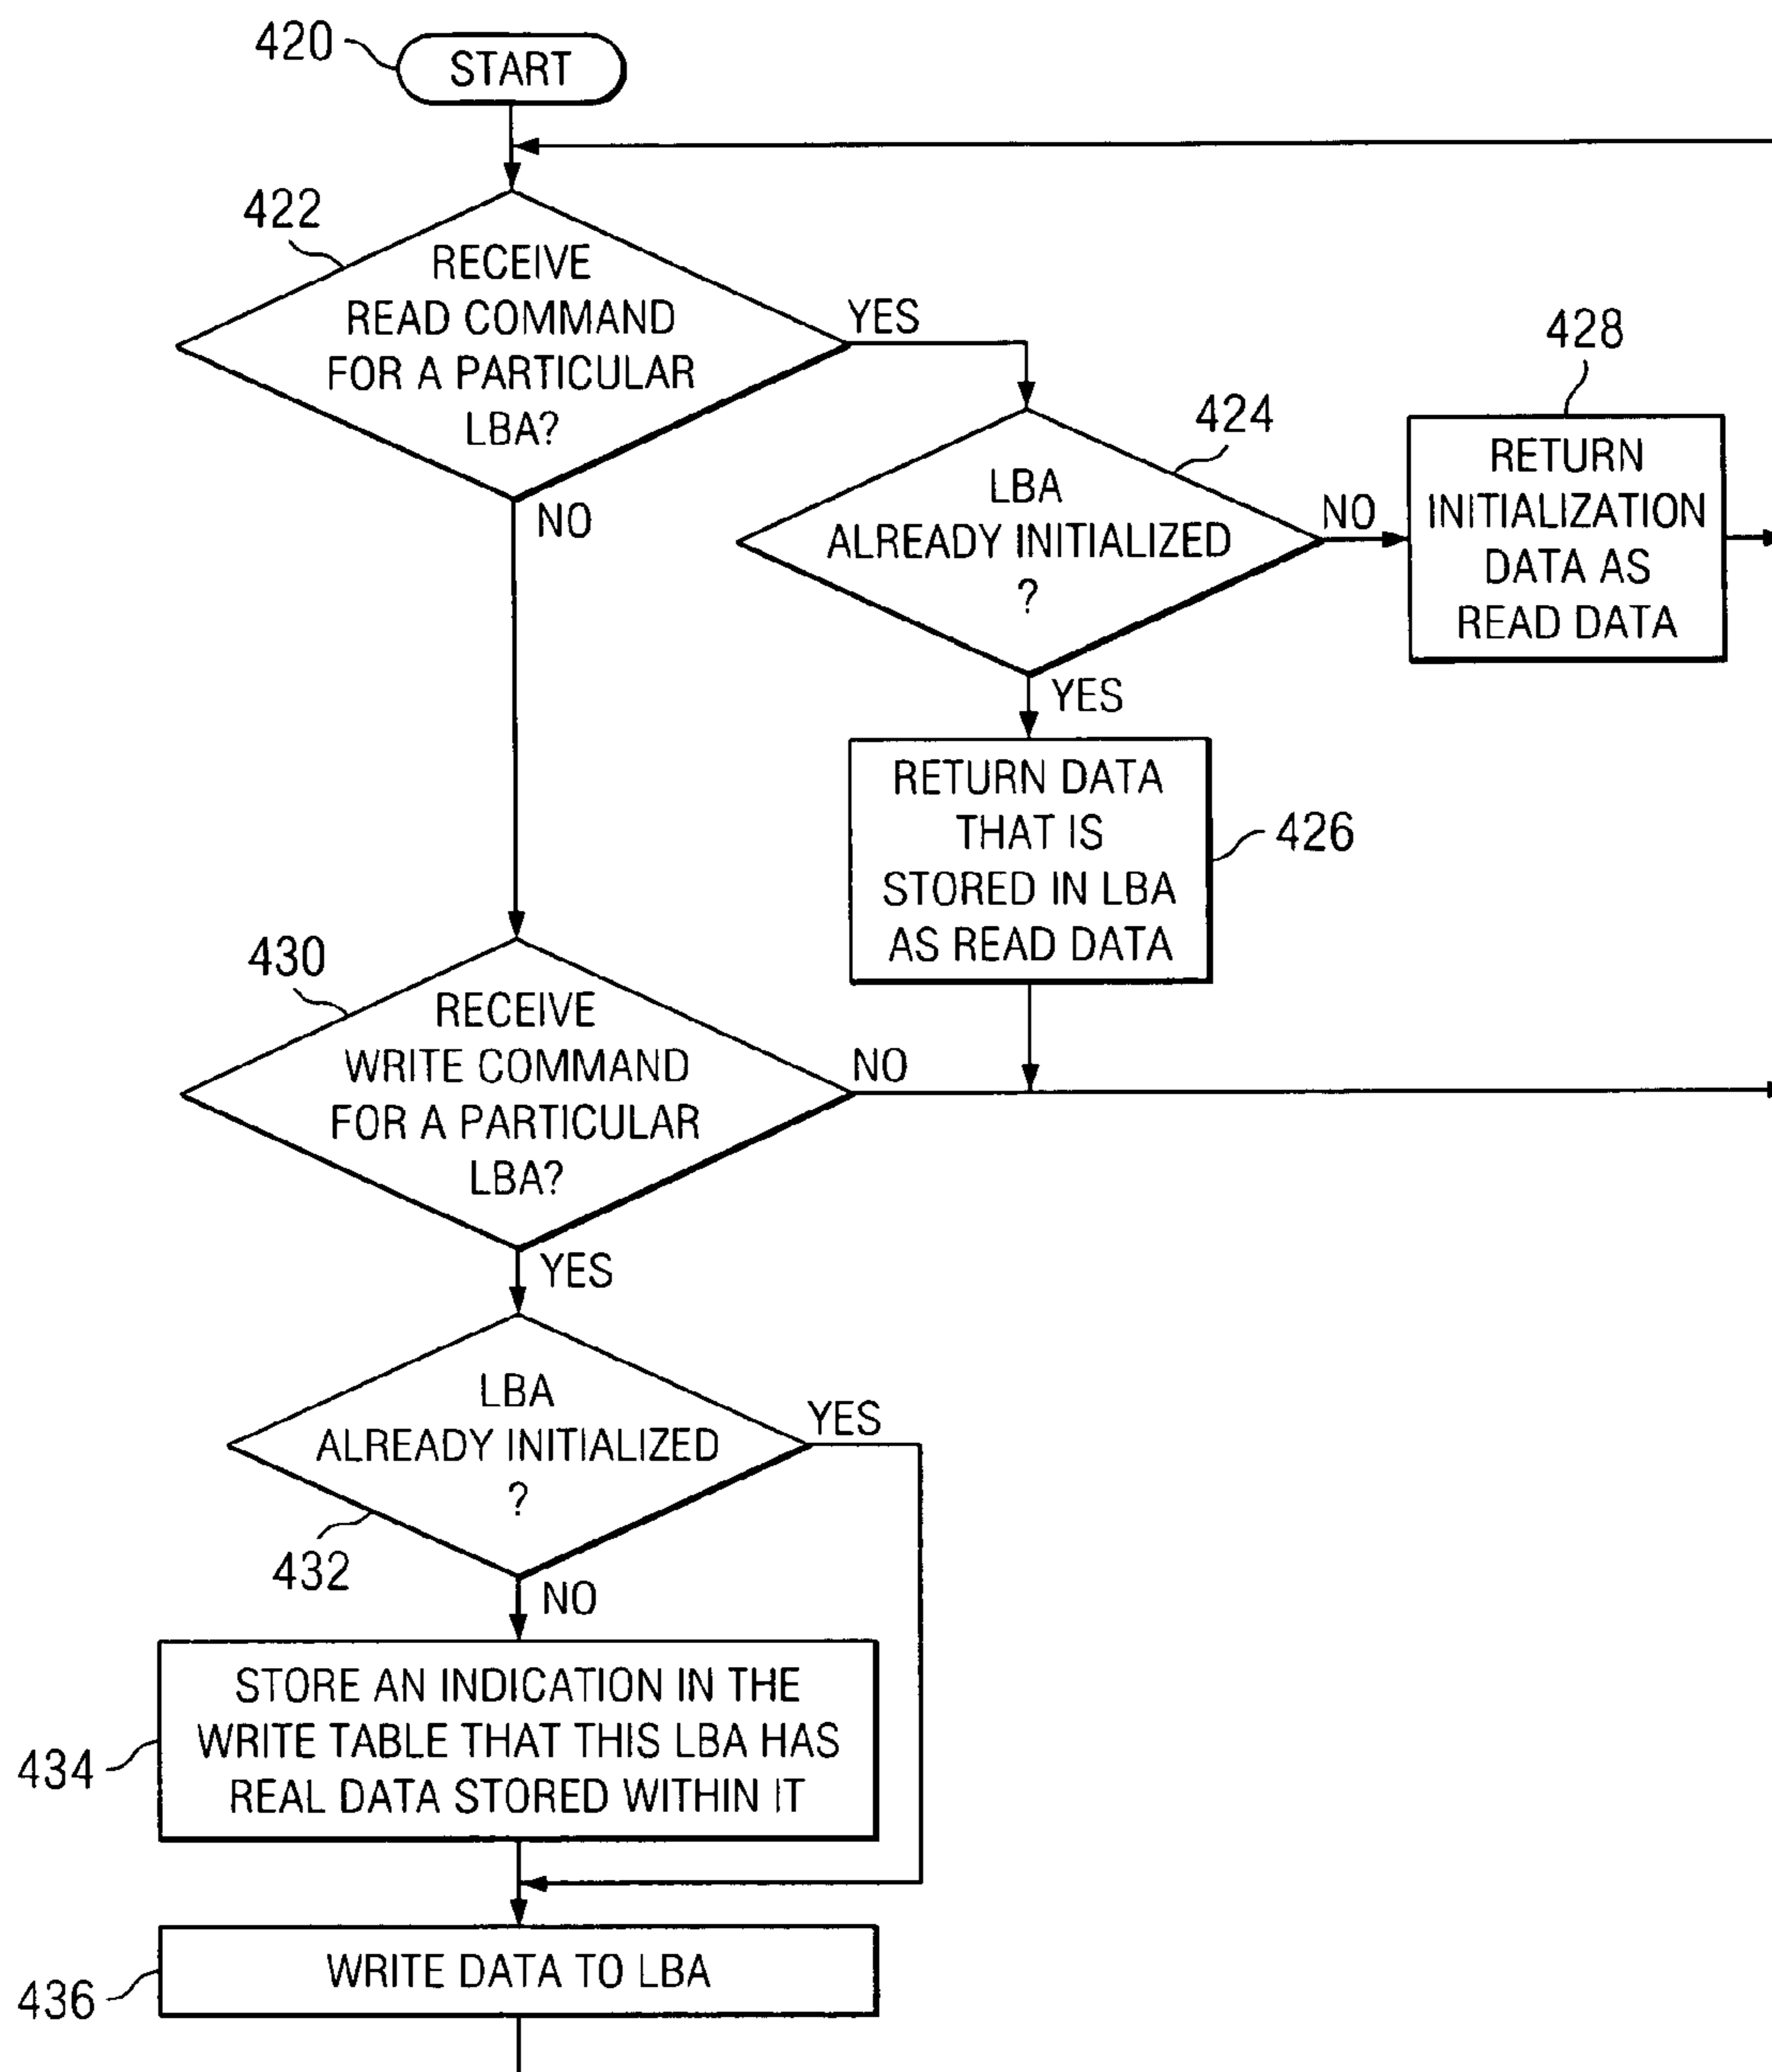 420
START
422
RECEIVE
READ COMMAND
FOR A PARTICULAR
LBA?
YES
NO
424
LBA
ALREADY INITIALIZED
?
NO
YES
428
RETURN
INITIALIZATION
DATA AS
READ DATA
RETURN DATA
THAT IS
STORED IN LBA
AS READ DATA
426
430
RECEIVE
WRITE COMMAND
FOR A PARTICULAR
LBA?
NO
YES
LBA
ALREADY INITIALIZED
?
YES
432
NO
STORE AN INDICATION IN THE
WRITE TABLE THAT THIS LBA HAS
REAL DATA STORED WITHIN IT
434
WRITE DATA TO LBA
436